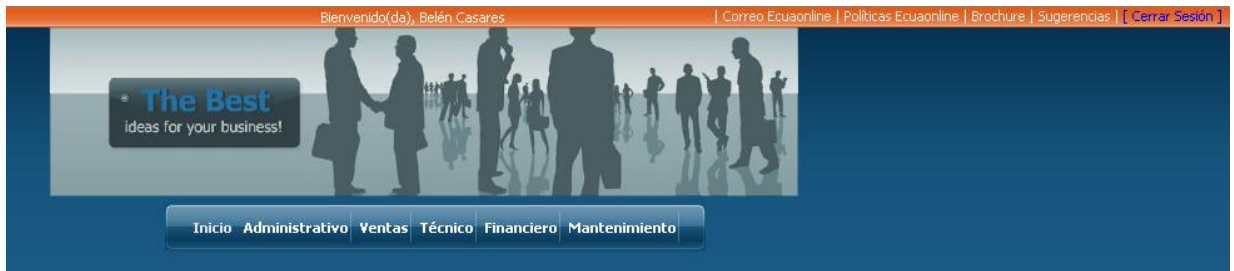 Bienvenido(da), Belén Casares | Correo Ecuaonline | Políticas Ecuaonline | Brochure | Sugerencias | [ Cerrar Sesión ]
The Best
ideas for your business!
Inicio Administrativo Ventas Técnico Financiero Mantenimiento